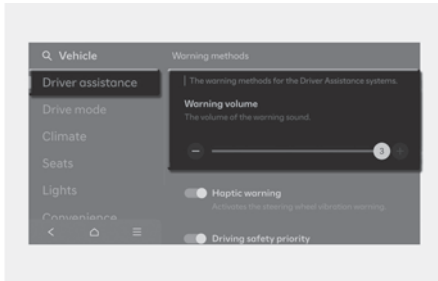 Vehicle
Warning methods
Driver assistance
The warning methods for the Driver Assistance systems.
Drive mode
Warning volume
The volume of the warning sound.
Climate
3
Seats
Lights
Haptic warning
Activates the steering wheel vibration warning.
Convenience
Driving safety priority